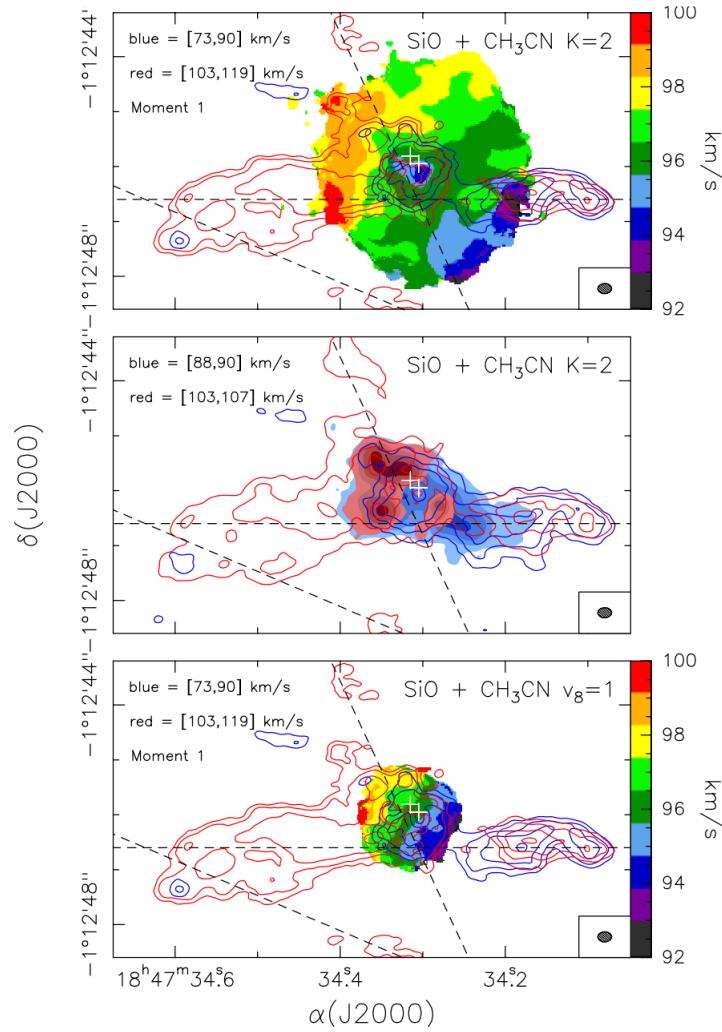 blue = [73,90] km/s
SiO + CH₃CN K=2
red = [103,119] km/s
Moment 1
−1°12'44''
−1°12'48''
100
98
96
94
92
km/s
blue = [88,90] km/s
SiO + CH₃CN K=2
red = [103,107] km/s
−1°12'44''
−1°12'48''
δ(J2000)
blue = [73,90] km/s
SiO + CH₃CN v₈=1
red = [103,119] km/s
Moment 1
−1°12'44''
−1°12'48''
100
98
96
94
92
km/s
18ʰ47ᵐ34ˢ.6
34.4
34.2
α(J2000)